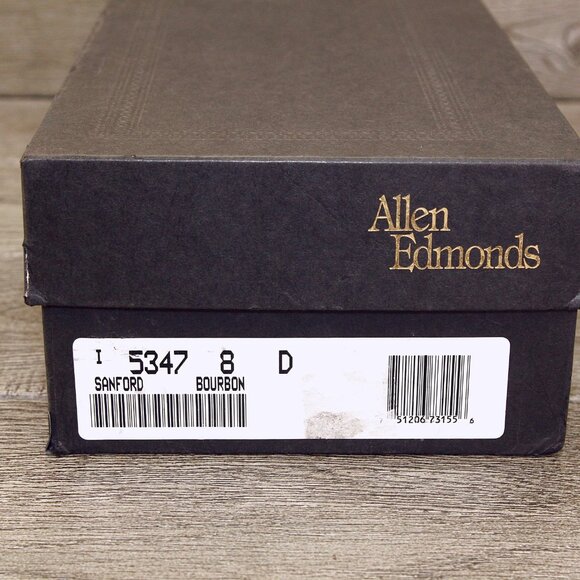 Allen
Edmonds
I 5347 8 D
SANFORD BOURBON
51206 73155 6